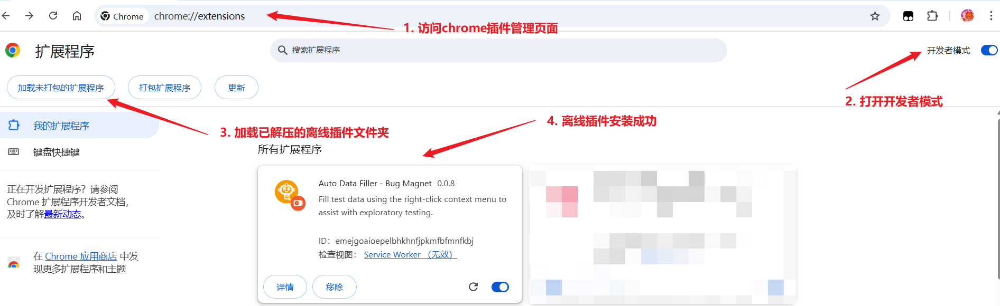 Chrome chrome://extensions
1. 访问chrome插件管理页面
扩展程序
搜索扩展程序
开发者模式
加载未打包的扩展程序
打包扩展程序
更新
2. 打开开发者模式
我的扩展程序
3. 加载已解压的离线插件文件夹
4. 离线插件安装成功
键盘快捷键
所有扩展程序
正在开发扩展程序？请参阅
Chrome 扩展程序开发者文档，
及时了解最新动态。
在 Chrome 应用商店 中发
现更多扩展程序和主题
Auto Data Filler - Bug Magnet 0.0.8
Fill test data using the right-click context menu to
assist with exploratory testing.
ID：emejgoaioepelbhkhnfjpkmfbfmnfkbj
检查视图： Service Worker （无效）
详情
移除